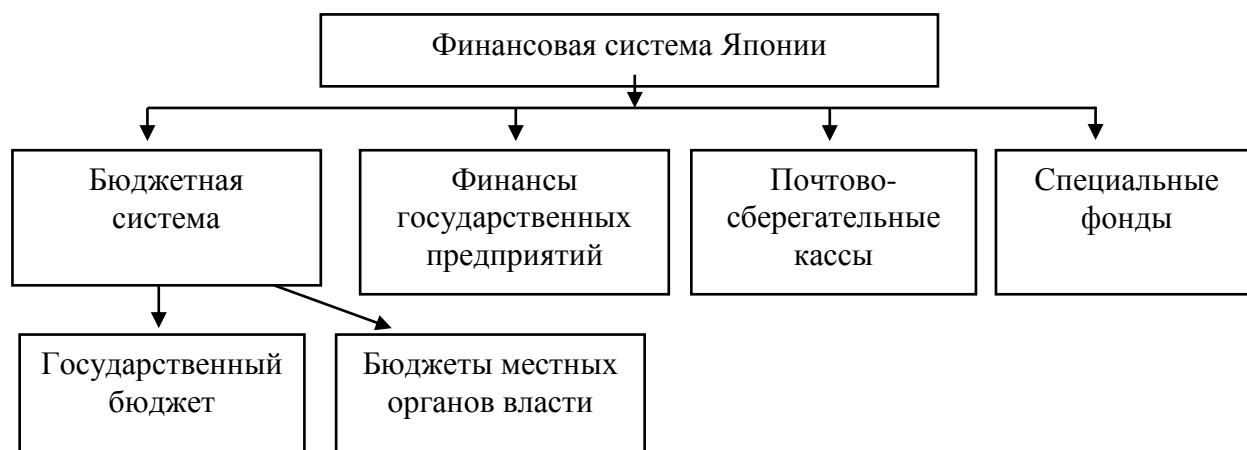 Финансовая система Японии
Бюджетная
система
Финансы
государственных
предприятий
Почтово-
сберегательные
кассы
Специальные
фонды
Государственный
бюджет
Бюджеты местных
органов власти